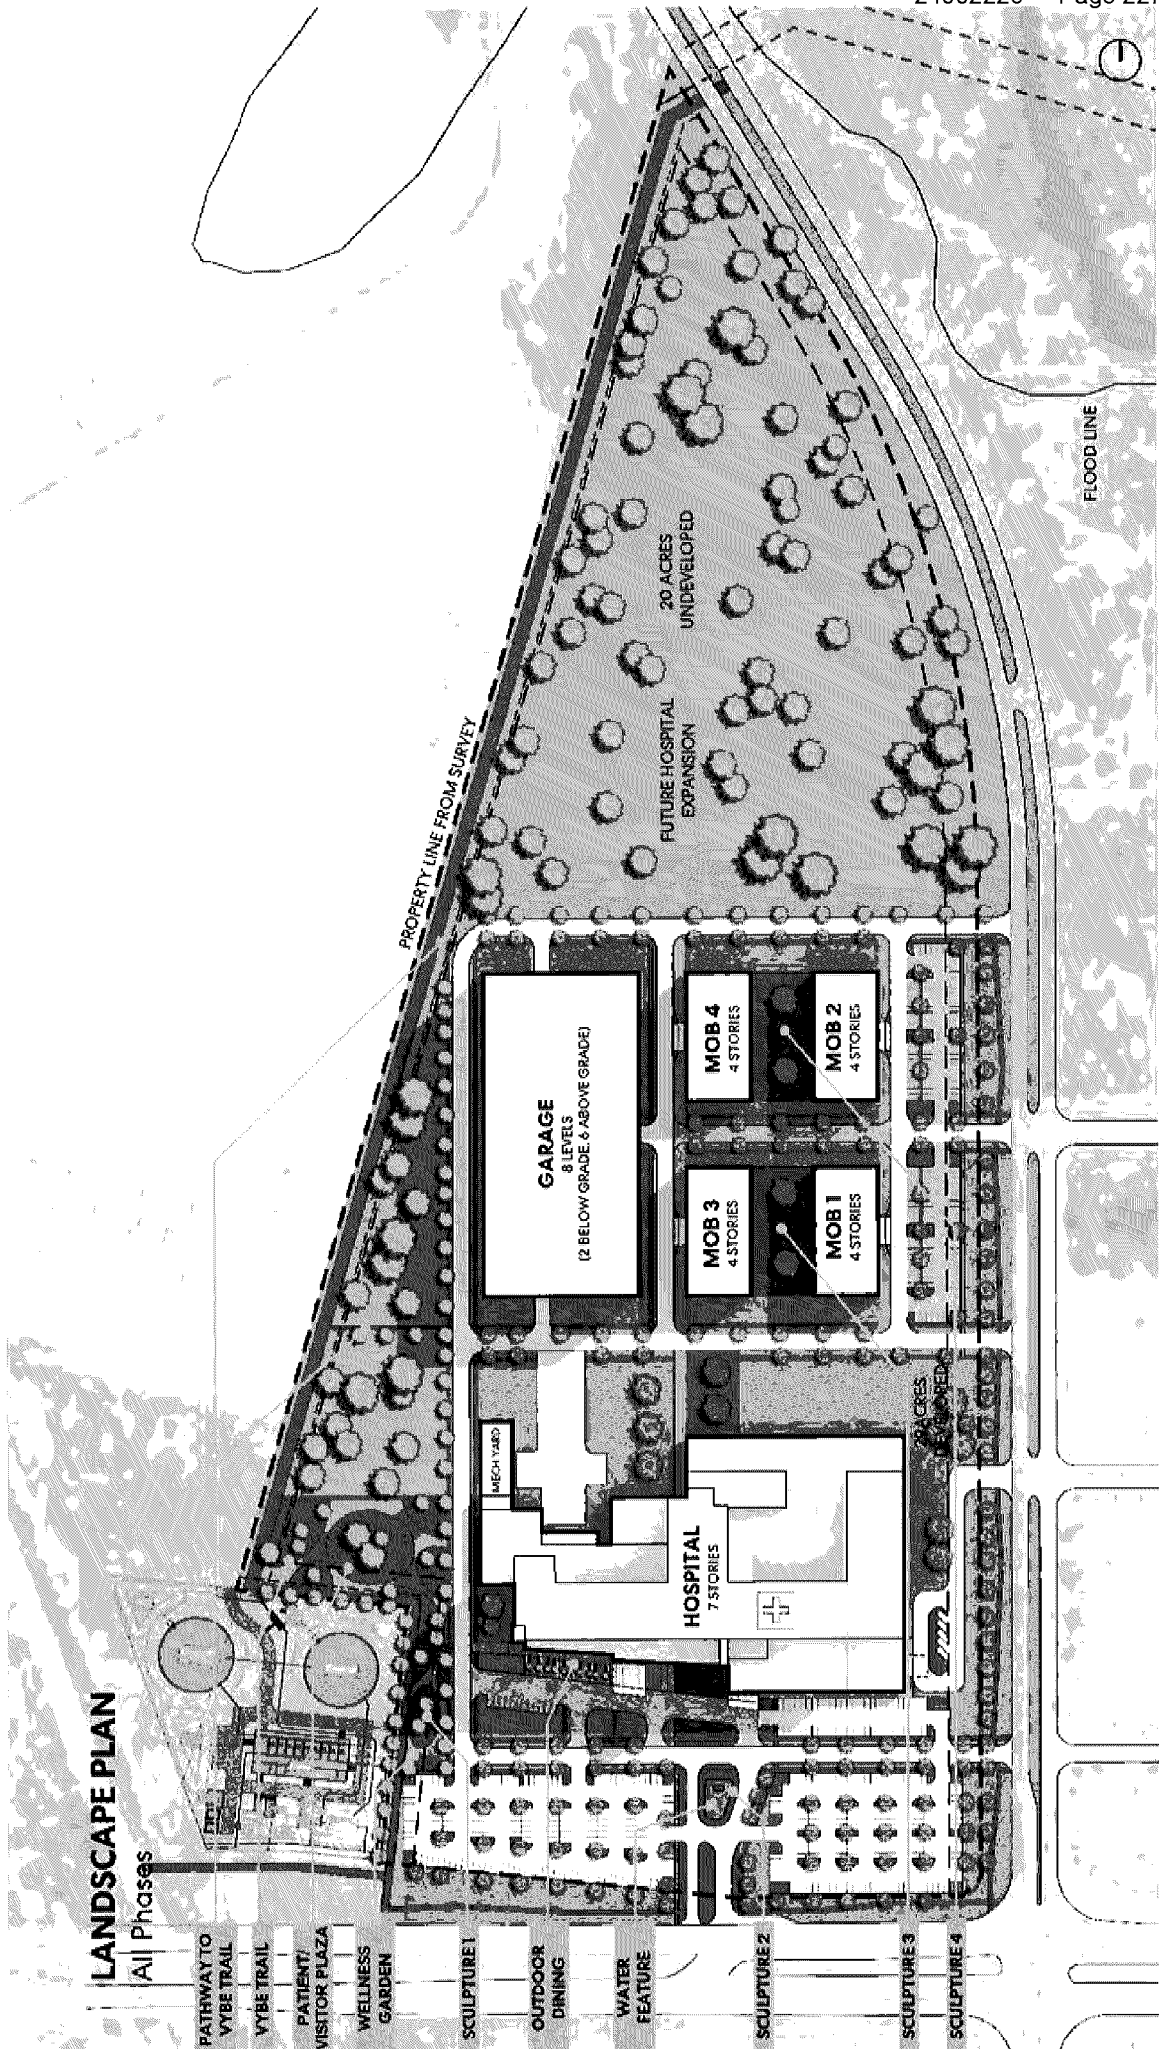 LANDSCAPE PLAN
All Phases
PATHWAY TO
VYBE TRAIL
VYBE TRAIL
PATIENT/
VISITOR PLAZA
WELLNESS
GARDEN
SCULPTURE 1
OUTDOOR
DINING
WATER
FEATURE
SCULPTURE 2
SCULPTURE 3
SCULPTURE 4
PROPERTY LINE FROM SURVEY
MECH YARD
HOSPITAL
7 STORIES
GARAGE
8 LEVELS
(2 BELOW GRADE, 6 ABOVE GRADE)
MOB 3
4 STORIES
MOB 4
4 STORIES
MOB 1
4 STORIES
MOB 2
4 STORIES
ACRES
DEVELOPED
FUTURE HOSPITAL
EXPANSION
20 ACRES
UNDEVELOPED
FLOOD LINE